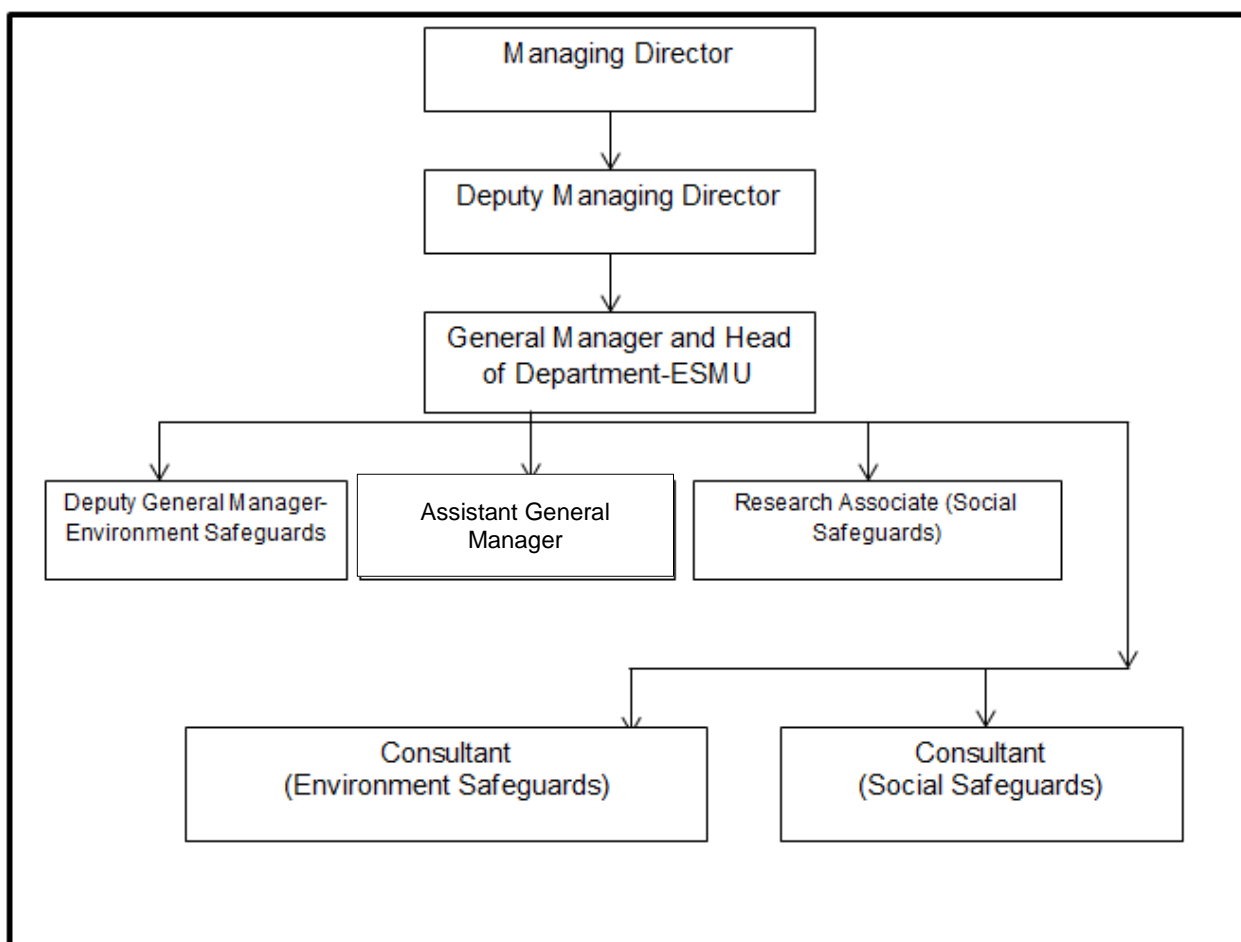 Managing Director
Deputy Managing Director
General Manager and Head
of Department-ESMU
Deputy General Manager-
Environment Safeguards
Assistant General
Manager
Research Associate (Social
Safeguards)
Consultant
(Environment Safeguards)
Consultant
(Social Safeguards)